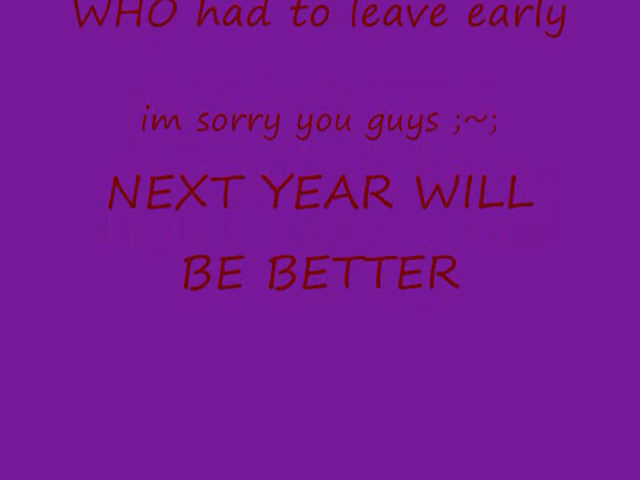 WHO had to leave early
im sorry you guys ;~;
NEXT YEAR WILL
BE BETTER